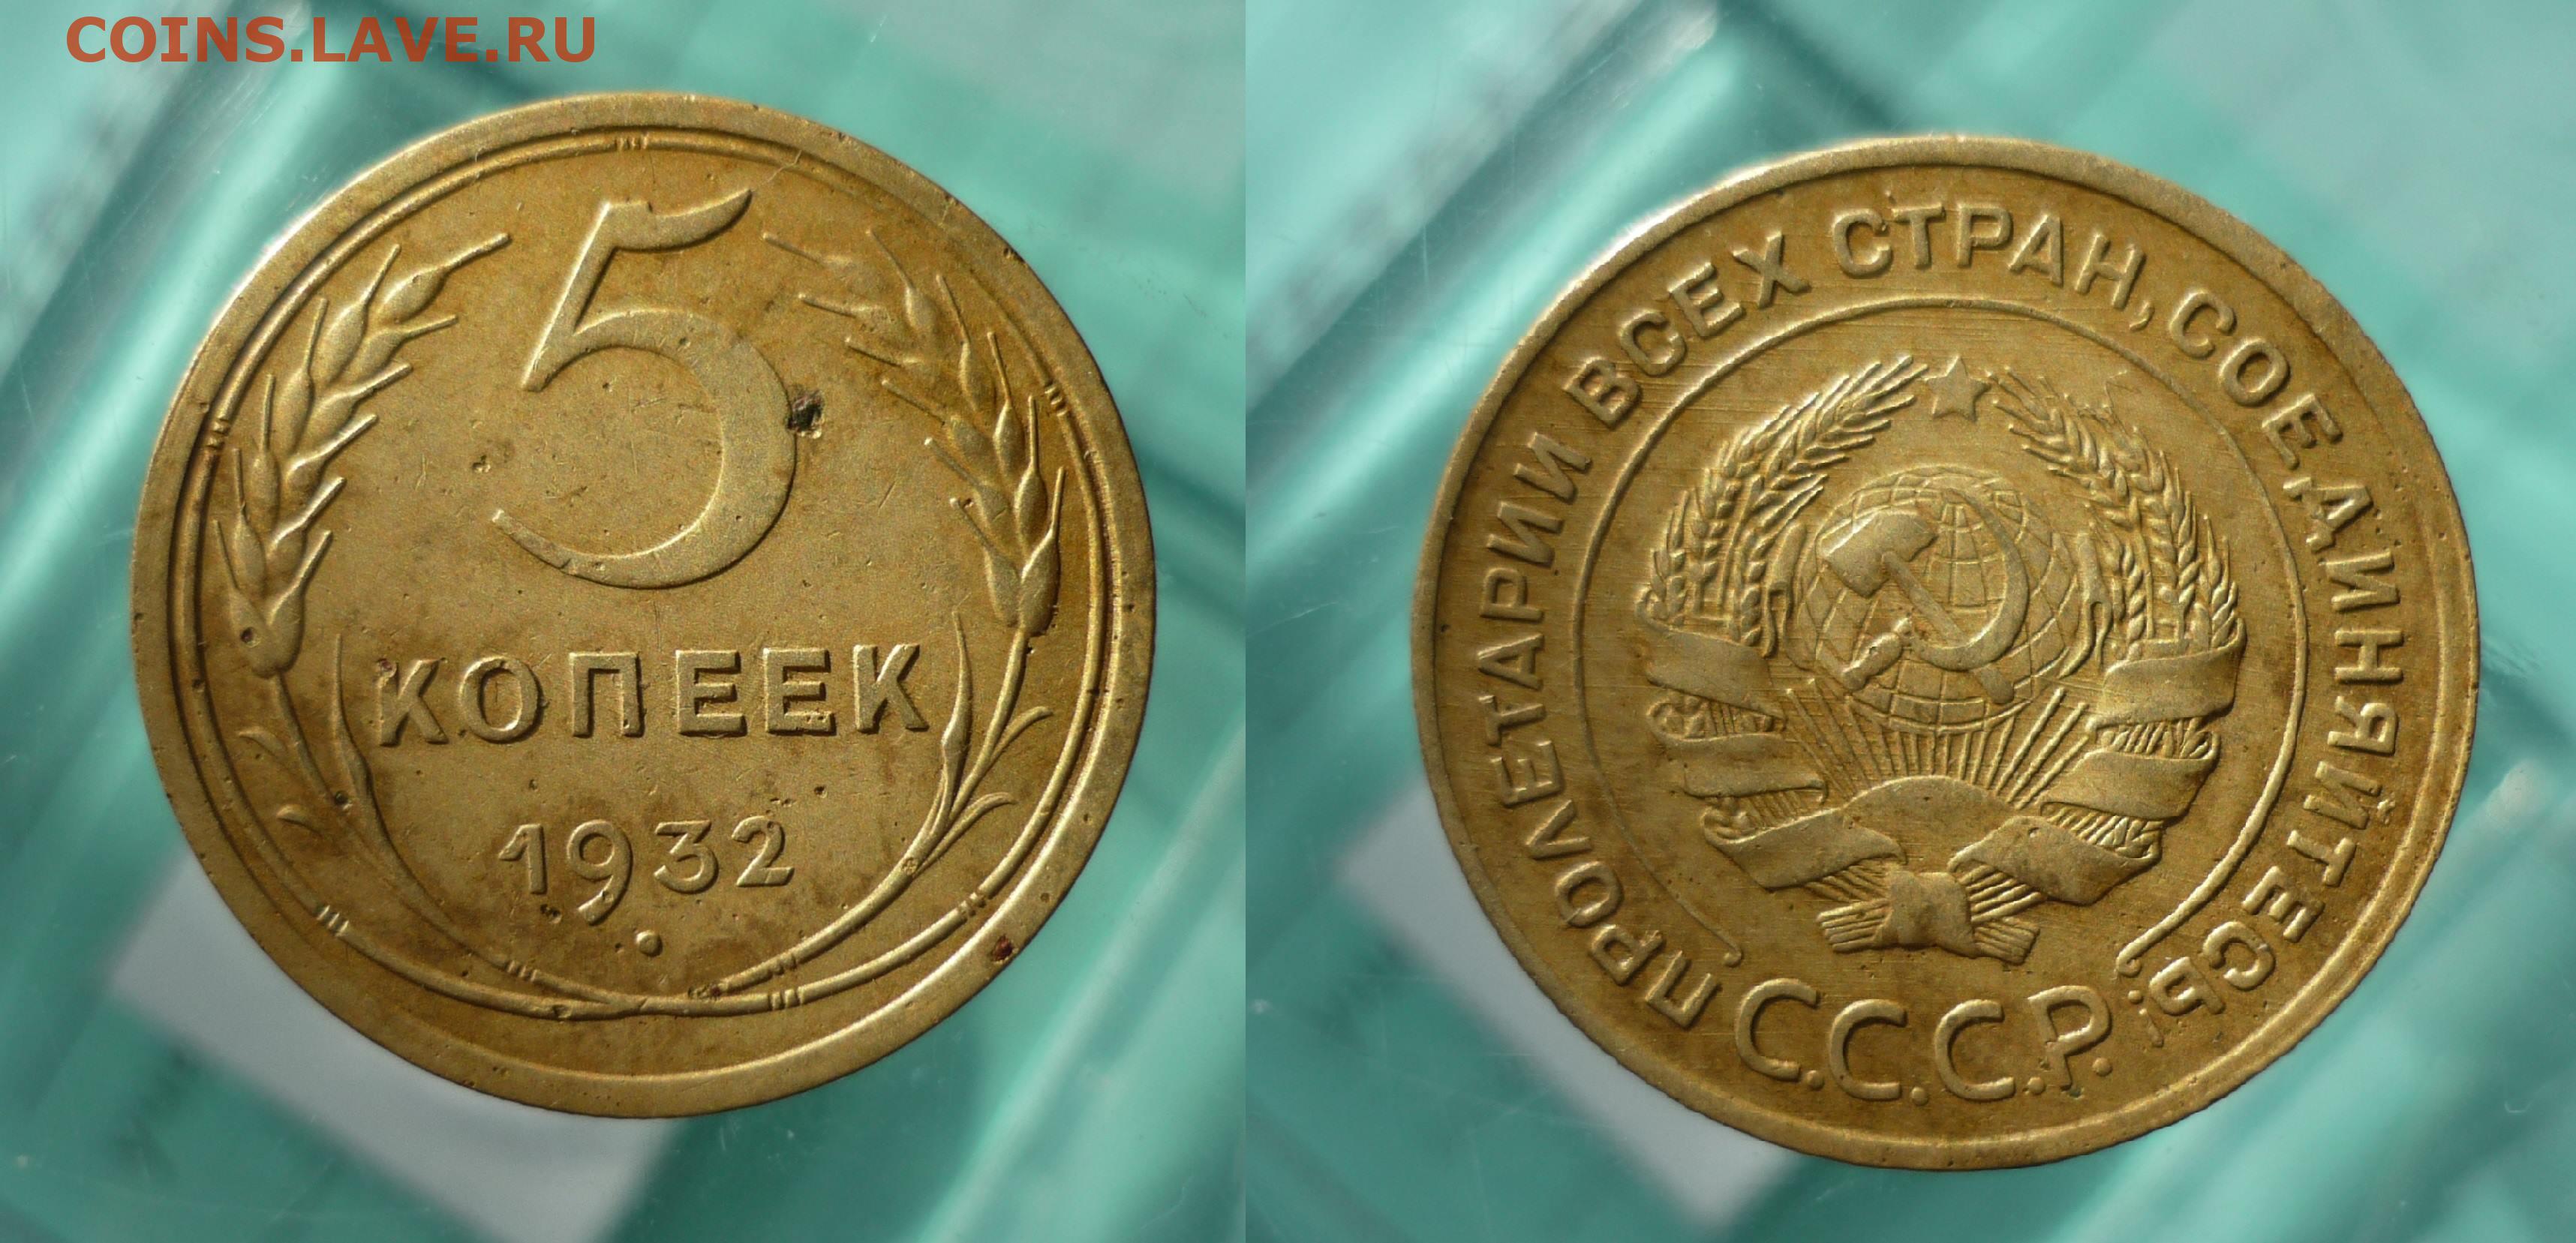 COINS.LAVE.RU
5
КОПЕЕК
1932
ПРОЛЕТАРИИ ВСЕХ СТРАН, СОЕДИНЯЙТЕСЬ!
С.С.С.Р.